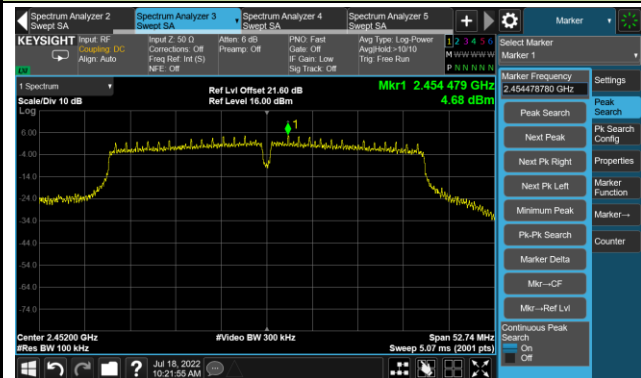 Spectrum Analyzer 2
Swept SA
Spectrum Analyzer 3
Swept SA
Spectrum Analyzer 4
Swept SA
Spectrum Analyzer 5
Swept SA
+
Marker
KEYSIGHT
Input: RF
Coupling: DC
Align: Auto
Input Z: 50 Ω
Corrections: Off
Freq Ref: Int (S)
NFE: Off
Atten: 6 dB
Preamp: Off
PNO: Fast
Gate: Off
IF Gain: Low
Sig Track: Off
Avg Type: Log-Power
Avg|Hold:>10/10
Trig: Free Run
1 2 3 4 5 6
M W W W W W
P N N N N N
LXI
Select Marker
Marker 1
1 Spectrum
Scale/Div 10 dB
Log
Ref Lvl Offset 21.60 dB
Ref Level 16.00 dBm
Mkr1 2.454 479 GHz
4.68 dBm
1
6.00
-4.00
-14.0
-24.0
-34.0
-44.0
-54.0
-64.0
-74.0
Center 2.45200 GHz
#Res BW 100 kHz
#Video BW 300 kHz
Span 52.74 MHz
Sweep 5.07 ms (2001 pts)
Marker Frequency
2.454478780 GHz
Peak Search
Next Peak
Next Pk Right
Next Pk Left
Minimum Peak
Pk-Pk Search
Marker Delta
Mkr→CF
Mkr→Ref Lvl
Continuous Peak
Search
On
Off
Settings
Peak
Search
Pk Search
Config
Properties
Marker
Function
Marker→
Counter
?
Jul 18, 2022
10:21:55 AM